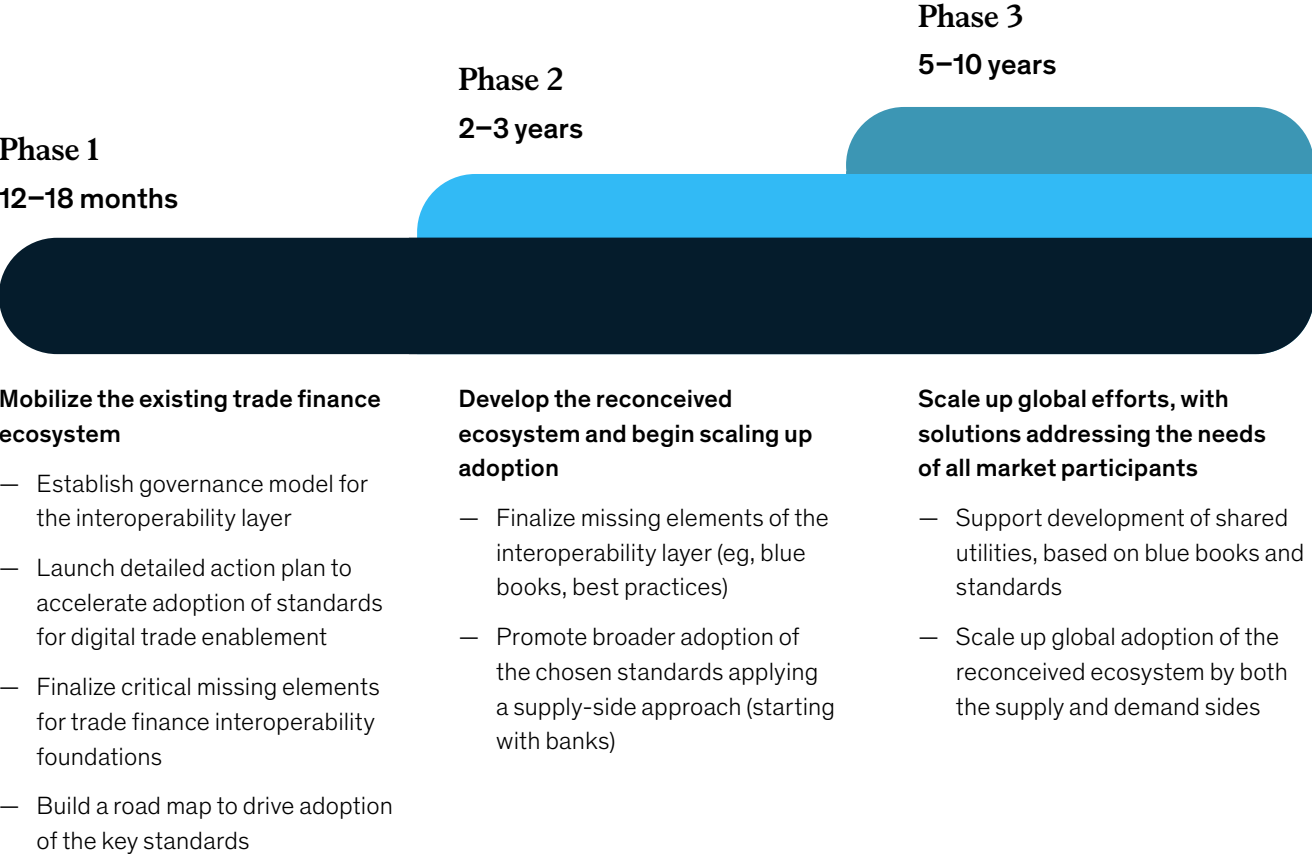 Phase 1
12–18 months
Mobilize the existing trade finance
ecosystem
— Establish governance model for
the interoperability layer
— Launch detailed action plan to
accelerate adoption of standards
for digital trade enablement
— Finalize critical missing elements
for trade finance interoperability
foundations
— Build a road map to drive adoption
of the key standards
Phase 2
2–3 years
Develop the reconceived
ecosystem and begin scaling up
adoption
— Finalize missing elements of the
interoperability layer (eg, blue
books, best practices)
— Promote broader adoption of
the chosen standards applying
a supply-side approach (starting
with banks)
Phase 3
5–10 years
Scale up global efforts, with
solutions addressing the needs
of all market participants
— Support development of shared
utilities, based on blue books and
standards
— Scale up global adoption of the
reconceived ecosystem by both
the supply and demand sides